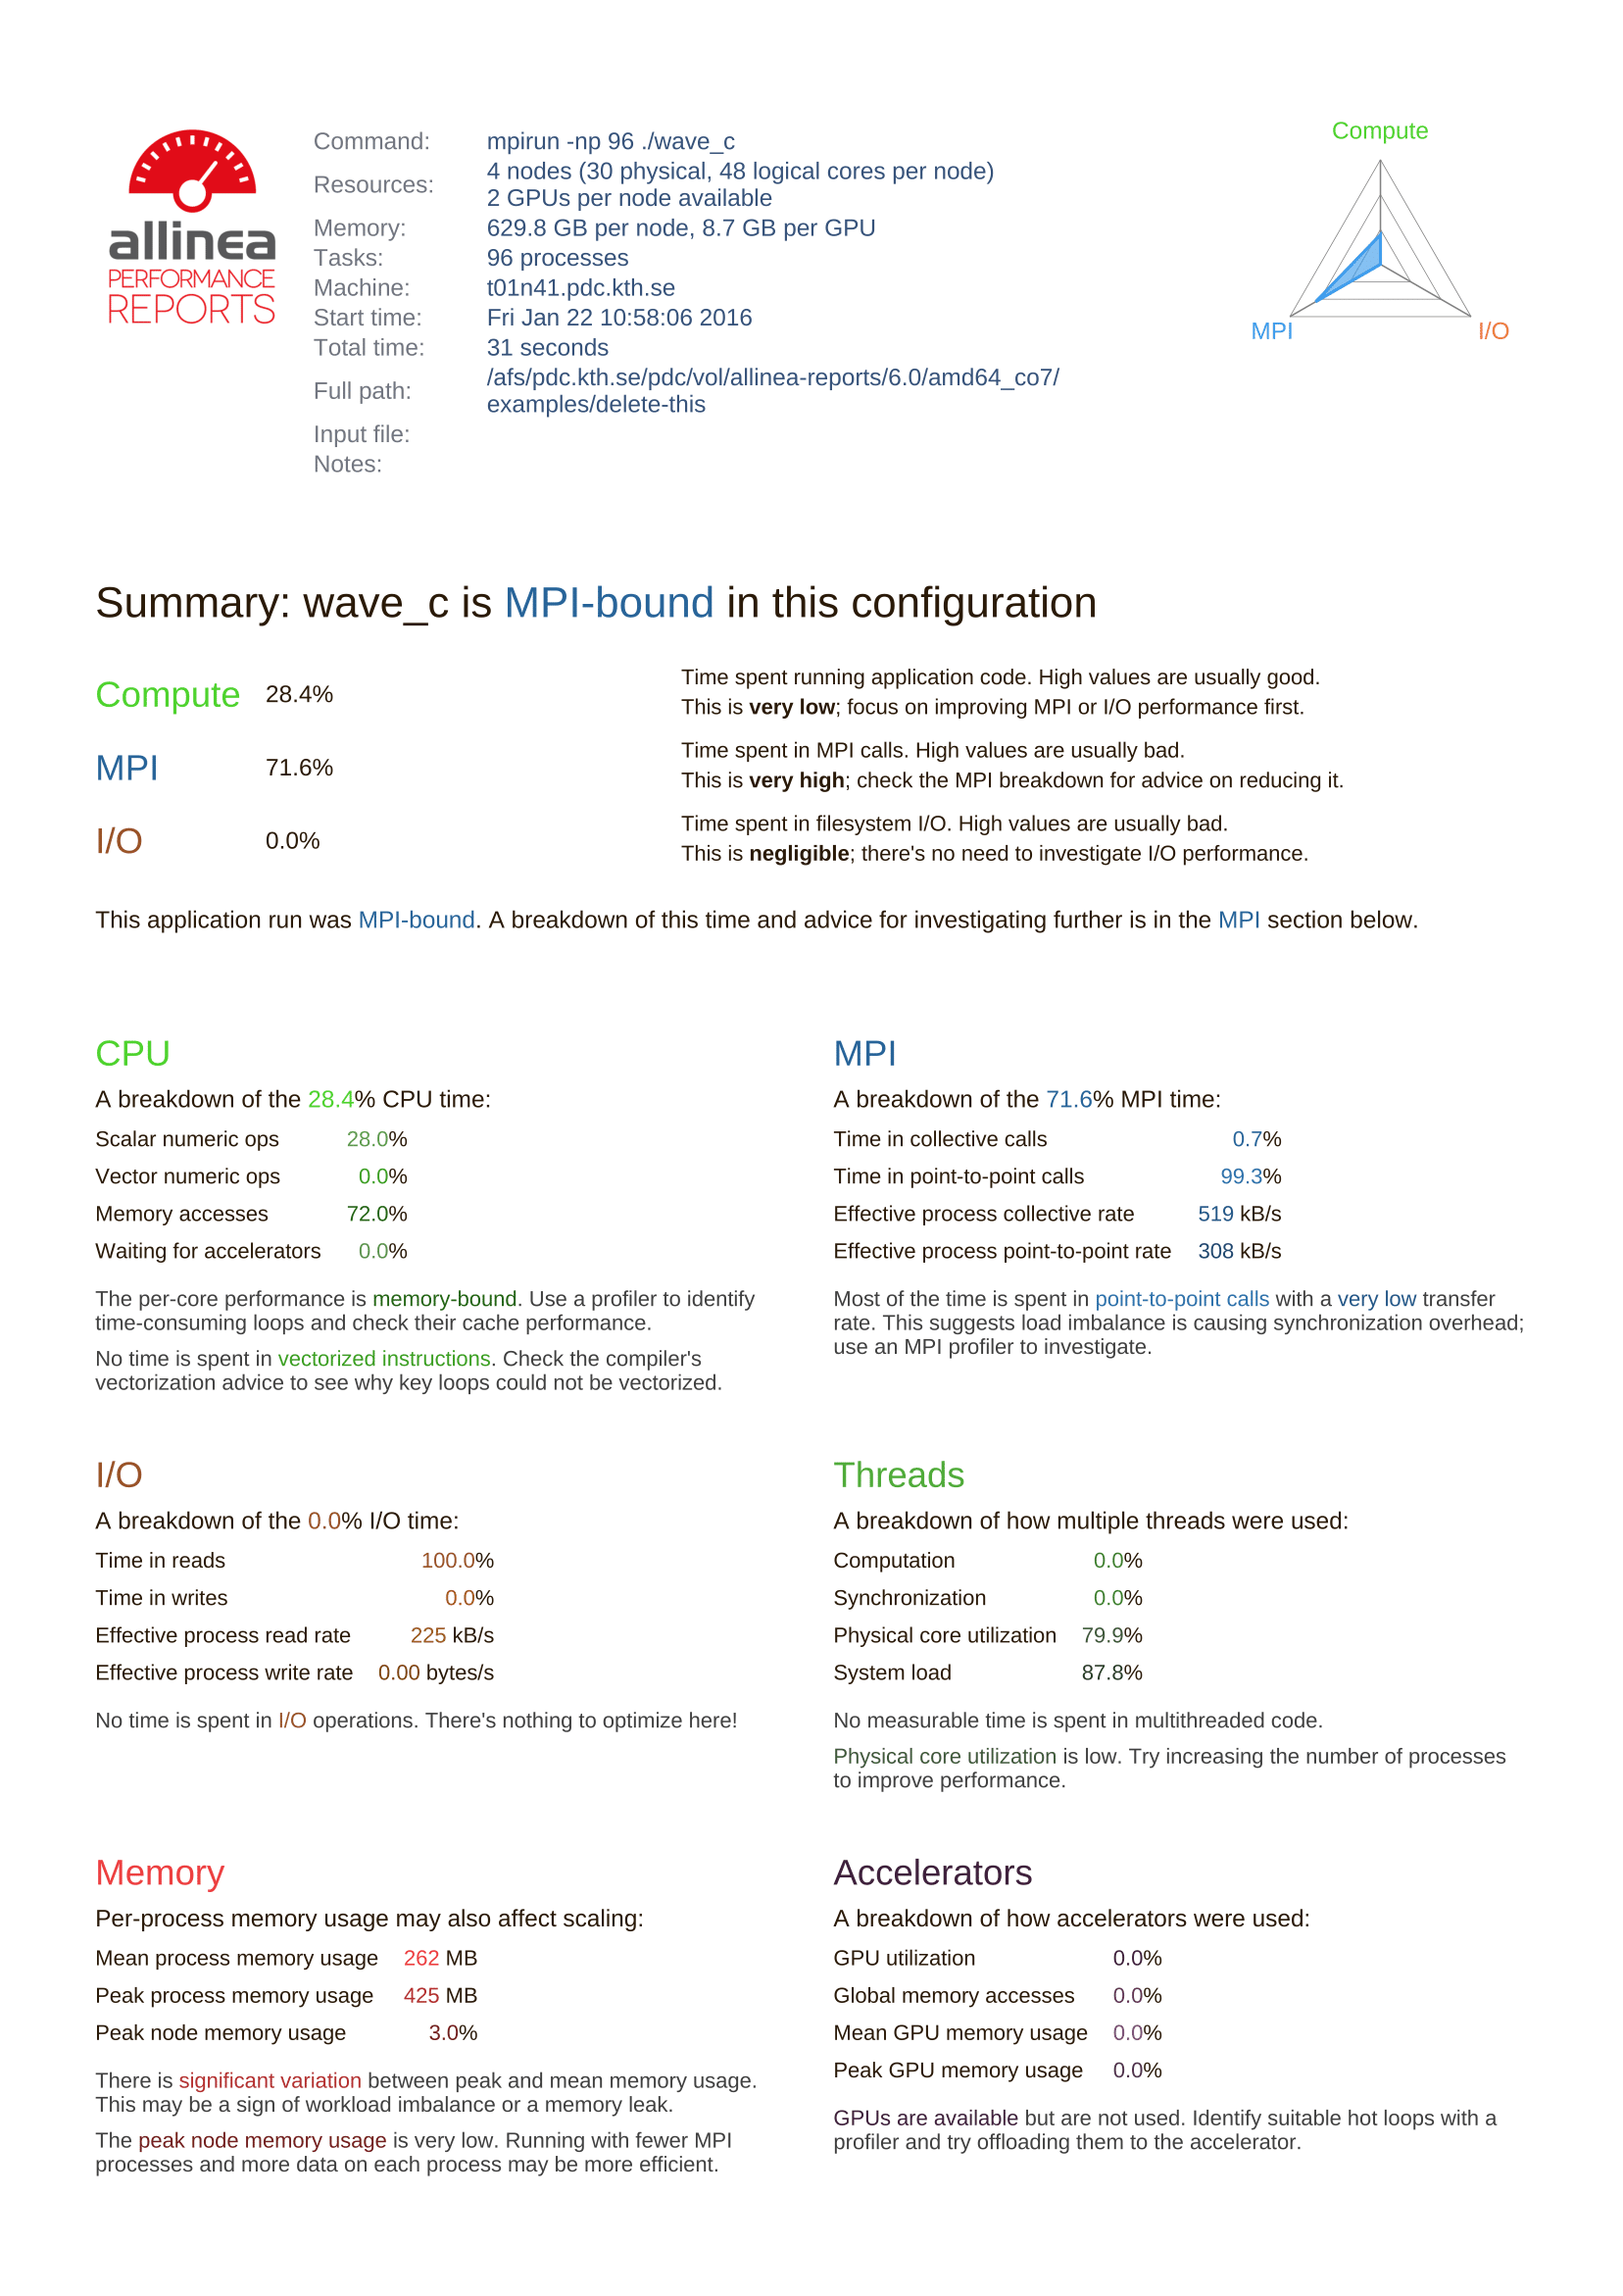 allinea
PERFORMANCE
REPORTS
Command: mpirun -np 96 ./wave_c
Resources: 4 nodes (30 physical, 48 logical cores per node)
2 GPUs per node available
Memory: 629.8 GB per node, 8.7 GB per GPU
Tasks: 96 processes
Machine: t01n41.pdc.kth.se
Start time: Fri Jan 22 10:58:06 2016
Total time: 31 seconds
Full path: /afs/pdc.kth.se/pdc/vol/allinea-reports/6.0/amd64_co7/
examples/delete-this
Input file:
Notes:
Compute
MPI
I/O
Summary: wave_c is MPI-bound in this configuration
Compute 28.4%
Time spent running application code. High values are usually good.
This is very low; focus on improving MPI or I/O performance first.
MPI 71.6%
Time spent in MPI calls. High values are usually bad.
This is very high; check the MPI breakdown for advice on reducing it.
I/O 0.0%
Time spent in filesystem I/O. High values are usually bad.
This is negligible; there's no need to investigate I/O performance.
This application run was MPI-bound. A breakdown of this time and advice for investigating further is in the MPI section below.
CPU
A breakdown of the 28.4% CPU time:
Scalar numeric ops 28.0%
Vector numeric ops 0.0%
Memory accesses 72.0%
Waiting for accelerators 0.0%
The per-core performance is memory-bound. Use a profiler to identify
time-consuming loops and check their cache performance.
No time is spent in vectorized instructions. Check the compiler's
vectorization advice to see why key loops could not be vectorized.
MPI
A breakdown of the 71.6% MPI time:
Time in collective calls 0.7%
Time in point-to-point calls 99.3%
Effective process collective rate 519 kB/s
Effective process point-to-point rate 308 kB/s
Most of the time is spent in point-to-point calls with a very low transfer
rate. This suggests load imbalance is causing synchronization overhead;
use an MPI profiler to investigate.
I/O
A breakdown of the 0.0% I/O time:
Time in reads 100.0%
Time in writes 0.0%
Effective process read rate 225 kB/s
Effective process write rate 0.00 bytes/s
No time is spent in I/O operations. There's nothing to optimize here!
Threads
A breakdown of how multiple threads were used:
Computation 0.0%
Synchronization 0.0%
Physical core utilization 79.9%
System load 87.8%
No measurable time is spent in multithreaded code.
Physical core utilization is low. Try increasing the number of processes
to improve performance.
Memory
Per-process memory usage may also affect scaling:
Mean process memory usage 262 MB
Peak process memory usage 425 MB
Peak node memory usage 3.0%
There is significant variation between peak and mean memory usage.
This may be a sign of workload imbalance or a memory leak.
The peak node memory usage is very low. Running with fewer MPI
processes and more data on each process may be more efficient.
Accelerators
A breakdown of how accelerators were used:
GPU utilization 0.0%
Global memory accesses 0.0%
Mean GPU memory usage 0.0%
Peak GPU memory usage 0.0%
GPUs are available but are not used. Identify suitable hot loops with a
profiler and try offloading them to the accelerator.